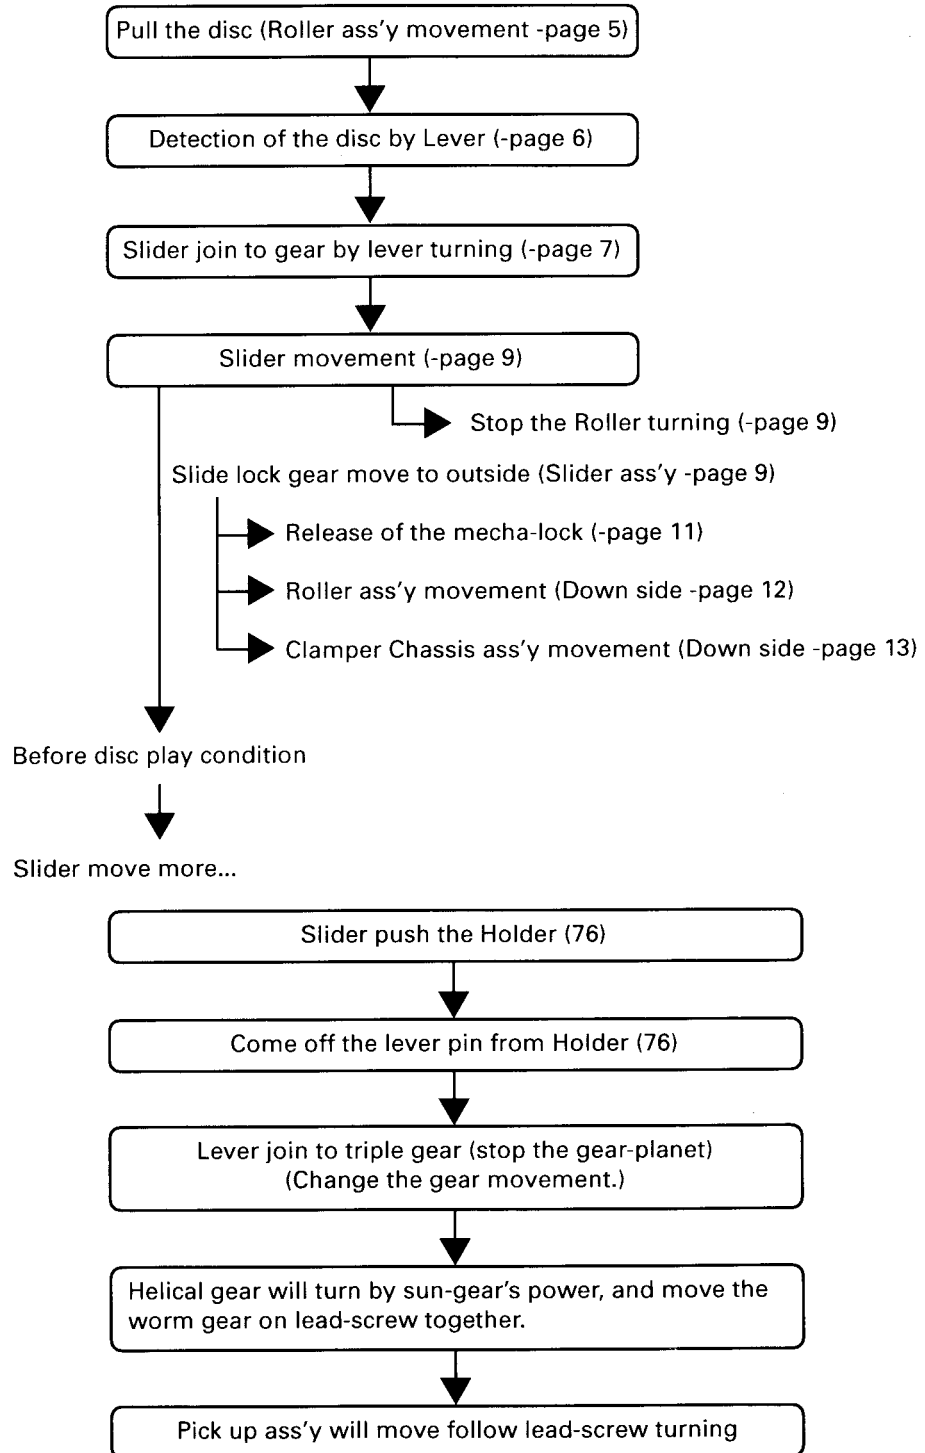 Pull the disc (Roller ass'y movement -page 5)
Detection of the disc by Lever (-page 6)
Slider join to gear by lever turning (-page 7)
Slider movement (-page 9)
Stop the Roller turning (-page 9)
Slide lock gear move to outside (Slider ass'y -page 9)
Release of the mecha-lock (-page 11)
Roller ass'y movement (Down side -page 12)
Clamper Chassis ass'y movement (Down side -page 13)
Before disc play condition
Slider move more...
Slider push the Holder (76)
Come off the lever pin from Holder (76)
Lever join to triple gear (stop the gear-planet)
(Change the gear movement.)
Helical gear will turn by sun-gear's power, and move the
worm gear on lead-screw together.
Pick up ass'y will move follow lead-screw turning